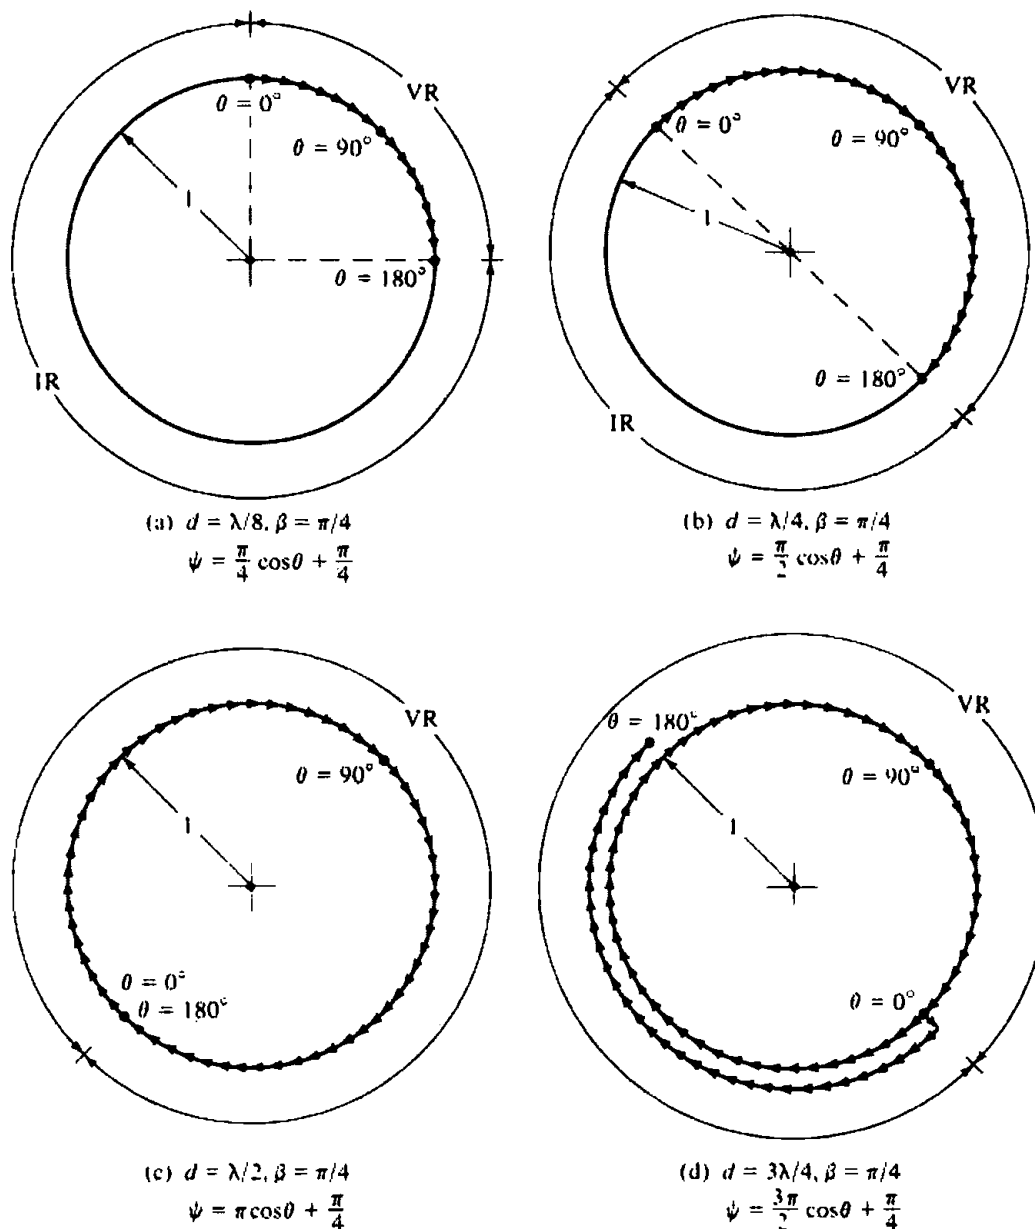 VR
θ = 0°
θ = 90°
1
θ = 180°
IR
(a) d = λ/8, β = π/4
ψ = π/4 cosθ + π/4
VR
θ = 0°
θ = 90°
1
θ = 180°
IR
(b) d = λ/4, β = π/4
ψ = π/2 cosθ + π/4
VR
θ = 90°
1
θ = 0°
θ = 180°
(c) d = λ/2, β = π/4
ψ = πcosθ + π/4
VR
θ = 180°
θ = 90°
1
θ = 0°
(d) d = 3λ/4, β = π/4
ψ = 3π/2 cosθ + π/4